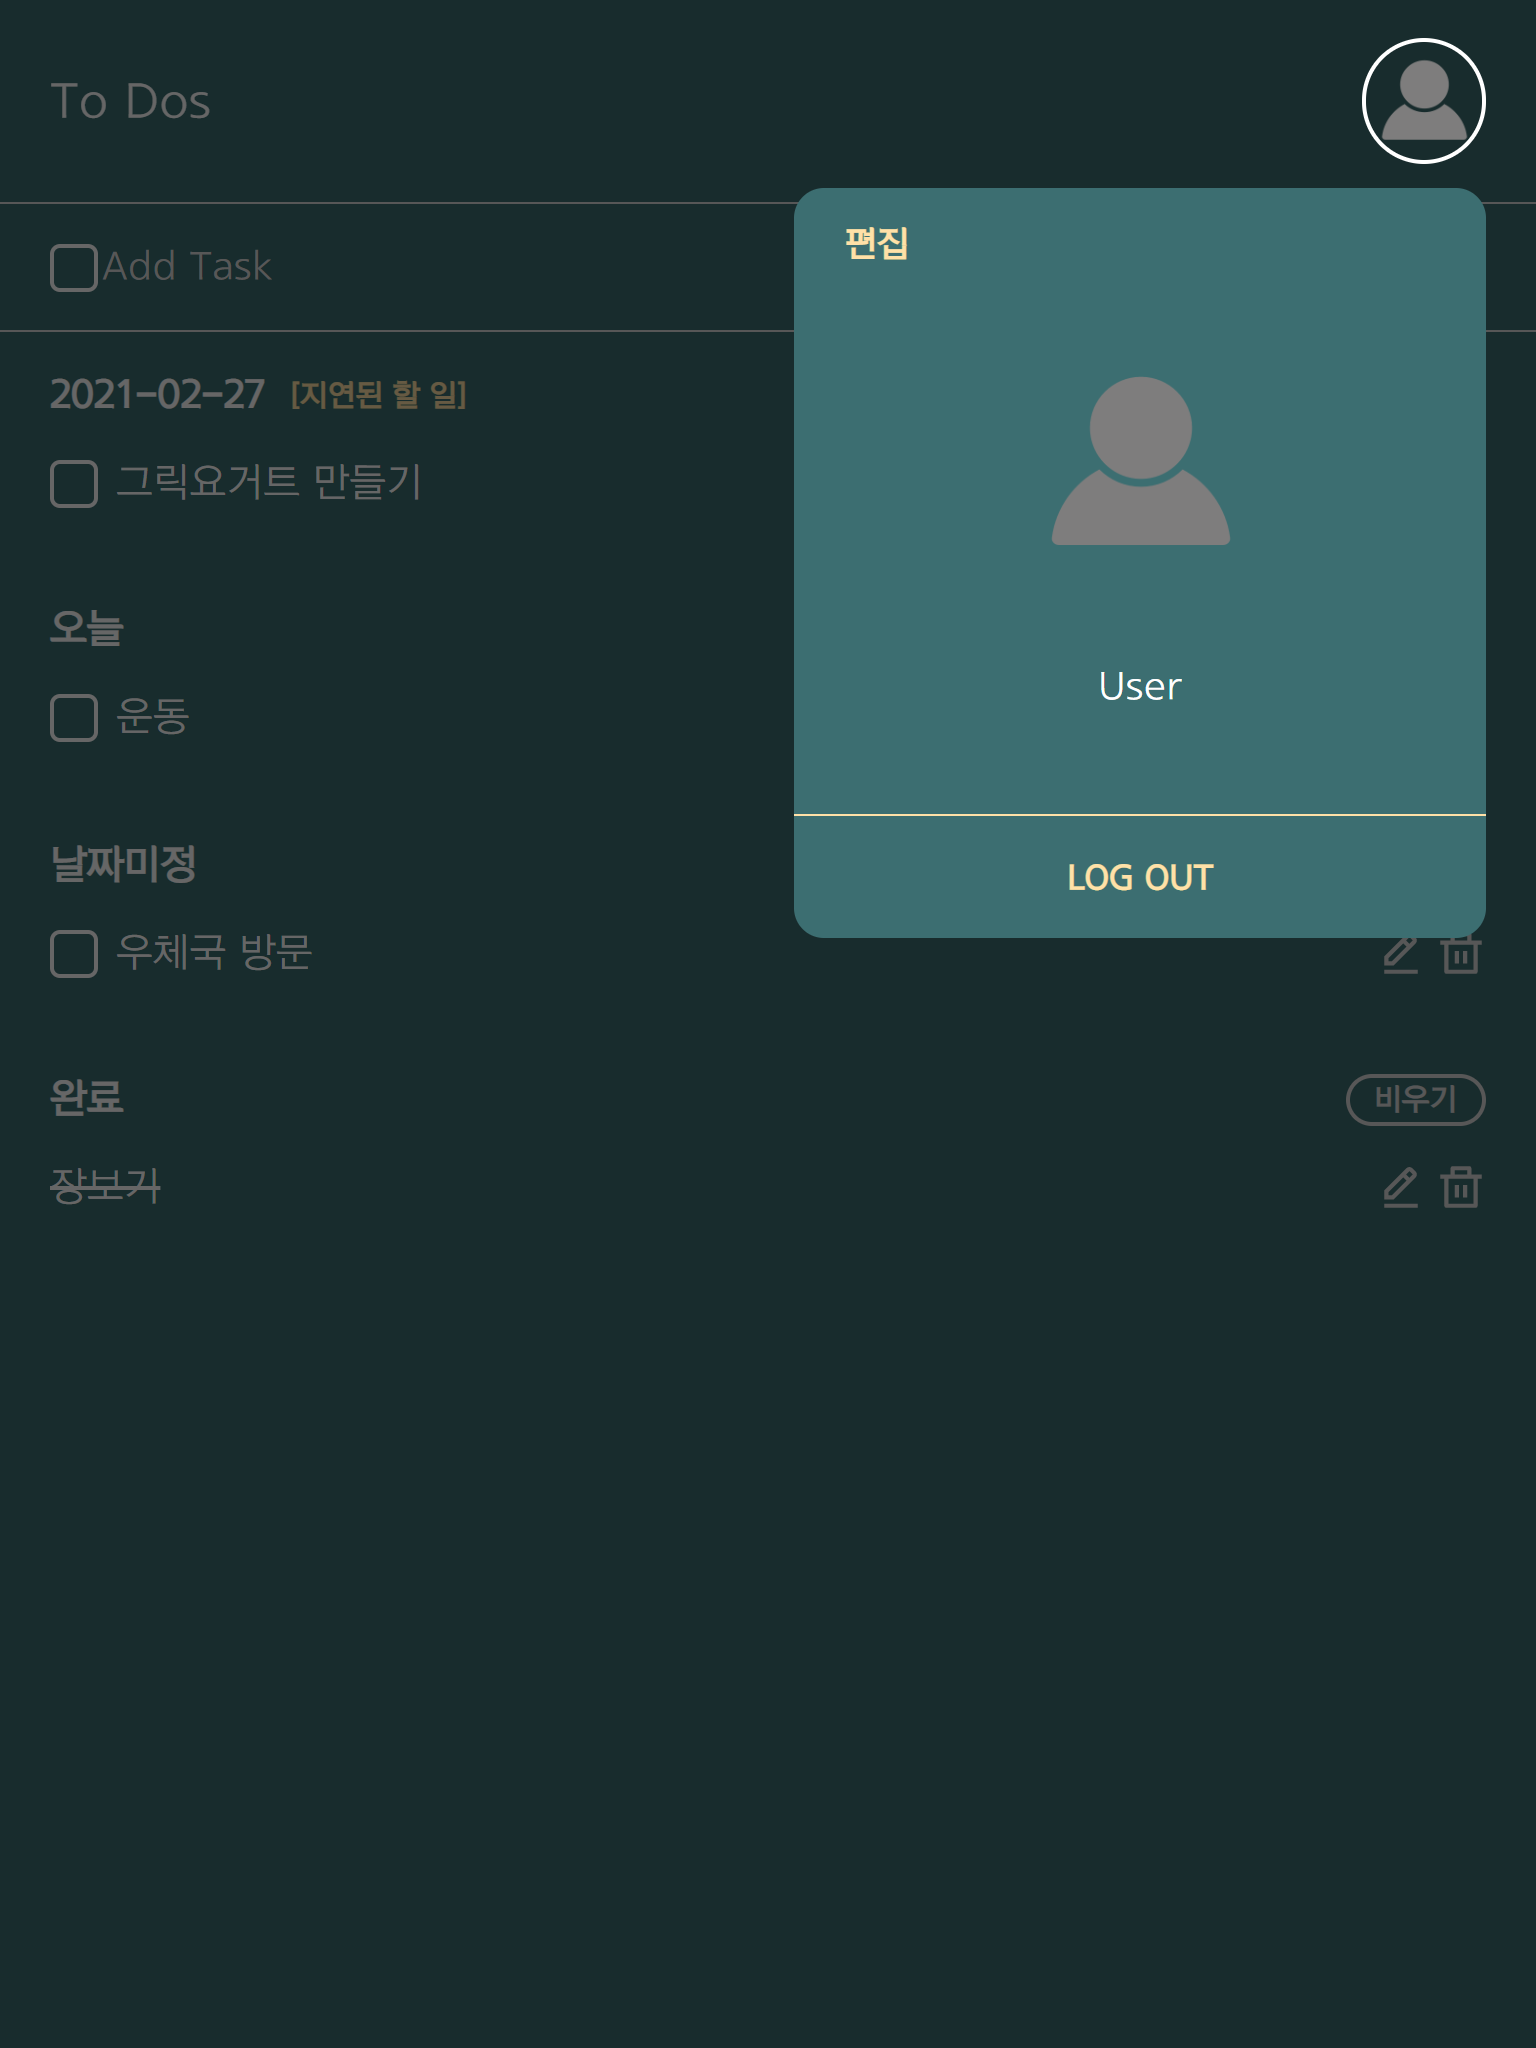 To Dos
Add Task
편집
2021-02-27 [지연된 할 일]
그릭요거트 만들기
오늘
User
운동
날짜미정
LOG OUT
우체국 방문
완료 비우기
장보기